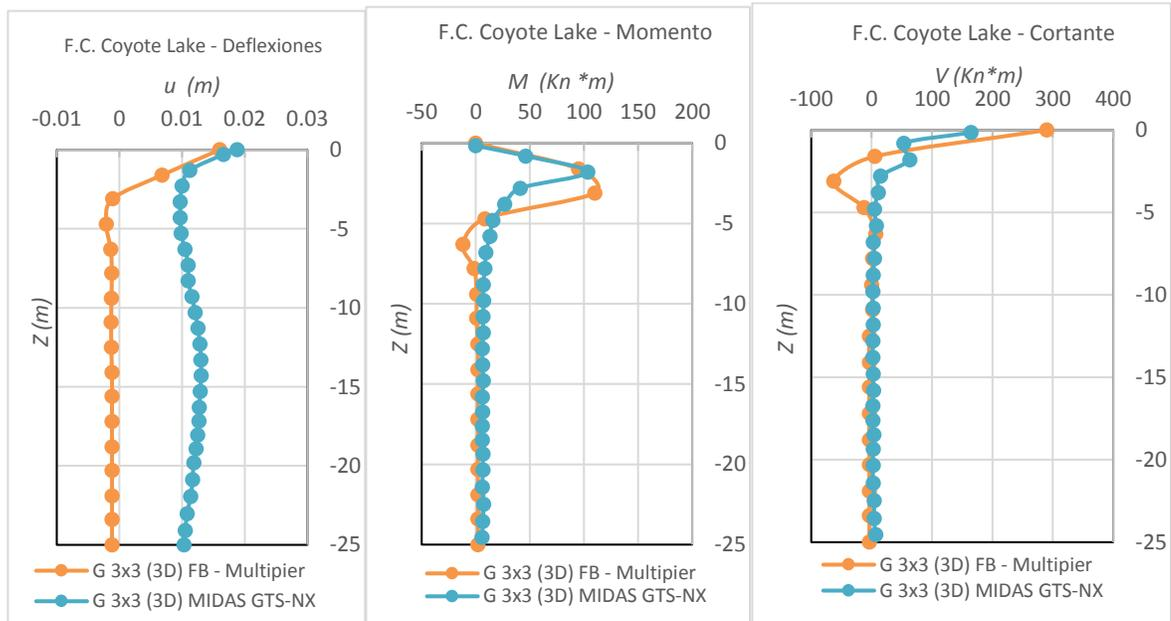 F.C. Coyote Lake - Deflexiones
u (m)
-0.01 0 0.01 0.02 0.03
0
-5
-10
-15
-20
-25
Z (m)
G 3x3 (3D) FB - Multipier
G 3x3 (3D) MIDAS GTS-NX
F.C. Coyote Lake - Momento
M (Kn *m)
-50 0 50 100 150 200
0
-5
-10
-15
-20
-25
Z (m)
G 3x3 (3D) FB - Multipier
G 3x3 (3D) MIDAS GTS-NX
F.C. Coyote Lake - Cortante
V (Kn*m)
-100 0 100 200 300 400
0
-5
-10
-15
-20
-25
Z (m)
G 3x3 (3D) FB - Multipier
G 3x3 (3D) MIDAS GTS-NX